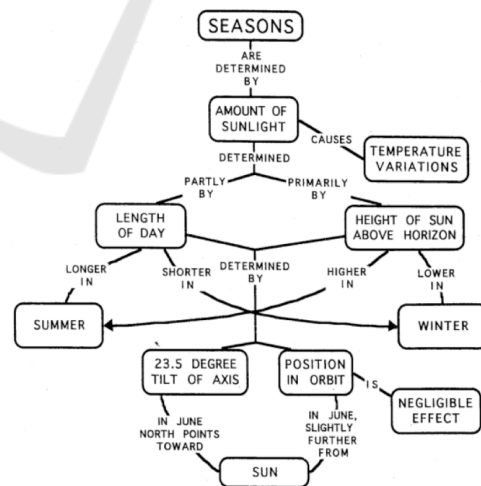 SEASONS
ARE
DETERMINED
BY
AMOUNT OF
SUNLIGHT
CAUSES
TEMPERATURE
VARIATIONS
DETERMINED
PARTLY
BY
PRIMARILY
BY
LENGTH
OF DAY
HEIGHT OF SUN
ABOVE HORIZON
LONGER
IN
SHORTER
IN
DETERMINED
BY
HIGHER
IN
LOWER
IN
SUMMER
WINTER
23.5 DEGREE
TILT OF AXIS
POSITION
IN ORBIT
IS
NEGLIGIBLE
EFFECT
IN JUNE
NORTH POINTS
TOWARD
IN JUNE,
SLIGHTLY
FURTHER
FROM
SUN